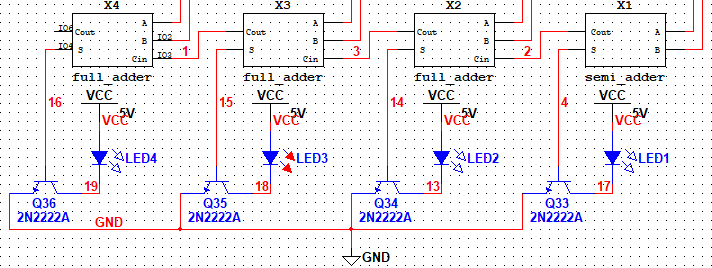 X4 X3 X2 X1
IO6 Cout A Cout A Cout A Cout A
IO2 B B B B
IO4 S IO3 Cin 1 S Cin 3 S Cin 2 S
full_adder full_adder full_adder semi_adder
16 VCC 5V 15 VCC 5V 14 VCC 5V 4 VCC 5V
VCC VCC VCC VCC
LED4 LED3 LED2 LED1
19 18 13 17
Q36 Q35 Q34 Q33
2N2222A 2N2222A 2N2222A 2N2222A
GND
GND